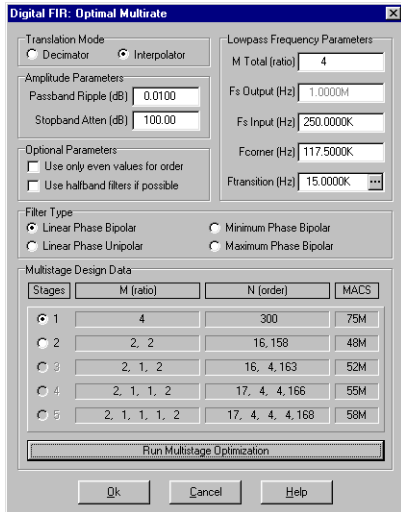 Digital FIR: Optimal Multirate
Translation Mode
Decimator Interpolator
Amplitude Parameters
Passband Ripple (dB) 0.0100
Stopband Atten (dB) 100.00
Optional Parameters
Use only even values for order
Use halfband filters if possible
Lowpass Frequency Parameters
M Total (ratio) 4
Fs Output (Hz) 1.0000M
Fs Input (Hz) 250.0000K
Fcorner (Hz) 117.5000K
Ftransition (Hz) 15.0000K ...
Filter Type
Linear Phase Bipolar Minimum Phase Bipolar
Linear Phase Unipolar Maximum Phase Bipolar
Multistage Design Data
Stages M (ratio) N (order) MACS
1 4 300 75M
2 2, 2 16, 158 48M
3 2, 1, 2 16, 4, 163 52M
4 2, 1, 1, 2 17, 4, 4, 166 55M
5 2, 1, 1, 1, 2 17, 4, 4, 4, 168 58M
Run Multistage Optimization
Ok Cancel Help